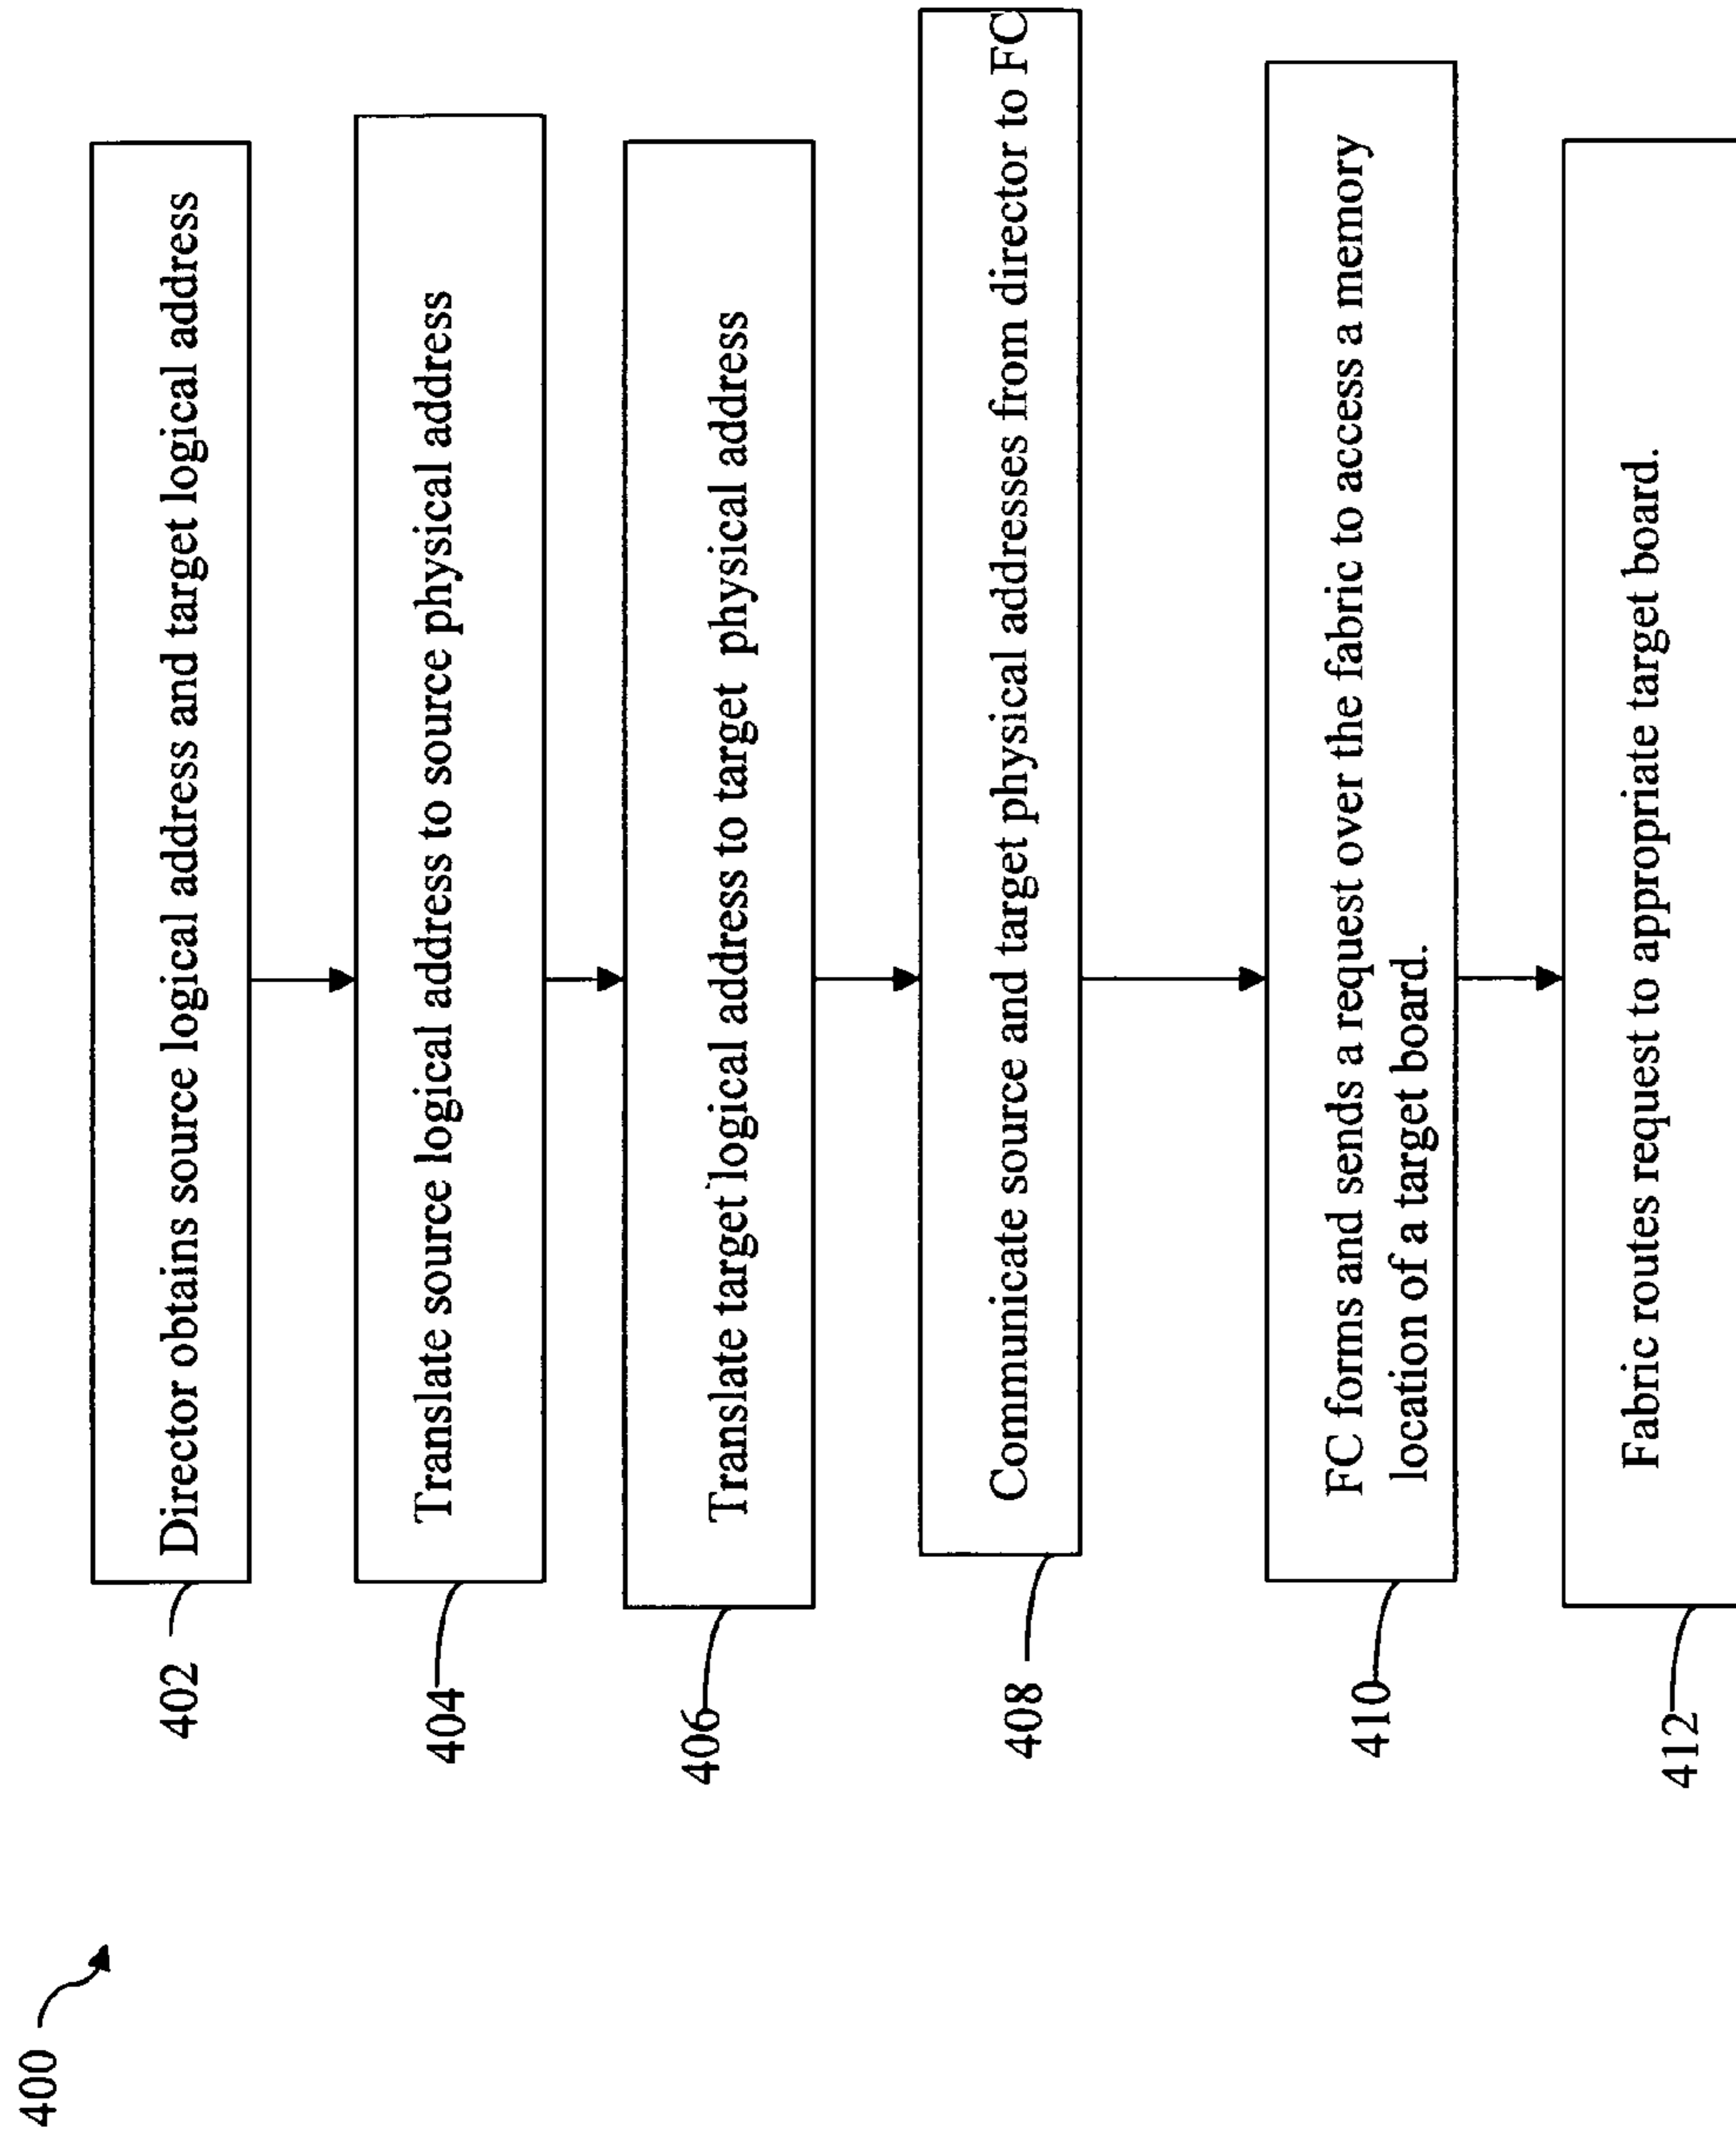 400
402
Director obtains source logical address and target logical address
404
Translate source logical address to source physical address
406
Translate target logical address to target physical address
408
Communicate source and target physical addresses from director to FC
410
FC forms and sends a request over the fabric to access a memory
location of a target board.
412
Fabric routes request to appropriate target board.